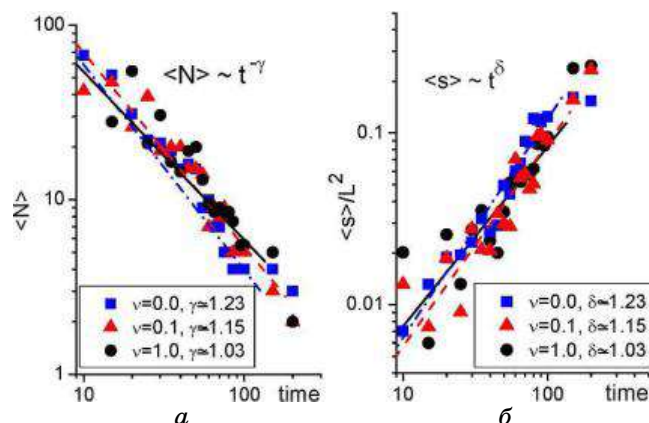 100
10
1
<N>
<N> ~ t^-γ
ν=0.0, γ≃1.23
ν=0.1, γ≃1.15
ν=1.0, γ≃1.03
10 100 time
а
0.1
0.01
<s>/L^2
<s> ~ t^δ
ν=0.0, δ≃1.23
ν=0.1, δ≃1.15
ν=1.0, δ≃1.03
10 100 time
б